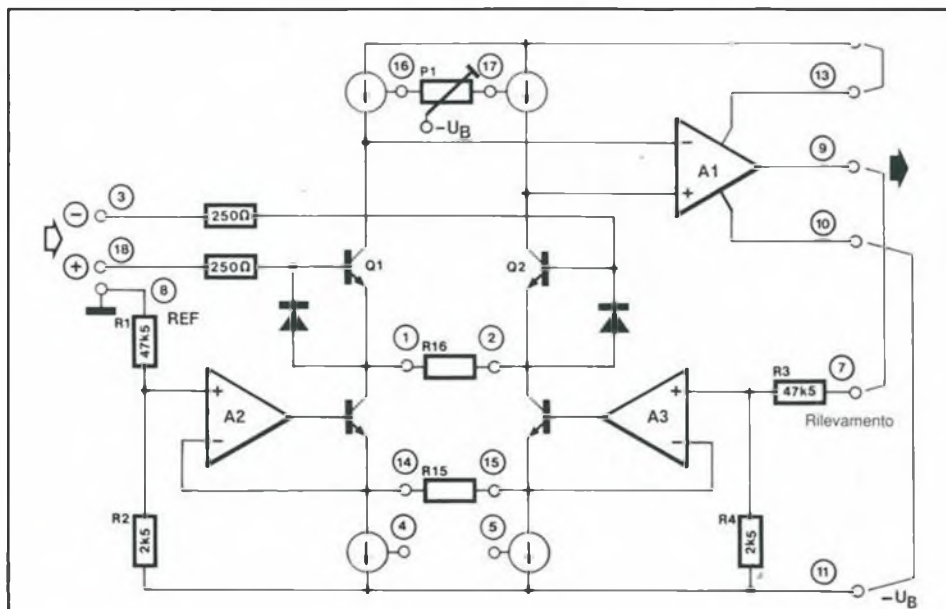 16 P1 17
13
-UB
A1
- +
9
3
10
- 250Ω
18
+ 250Ω Q1 Q2
8
REF
R1 47k5
1 R16 2
R3 47k5 7
Rilevamento
+ A2 -
+ A3 -
14 R15 15
R2 2k5
4 5
R4 2k5
11
-UB